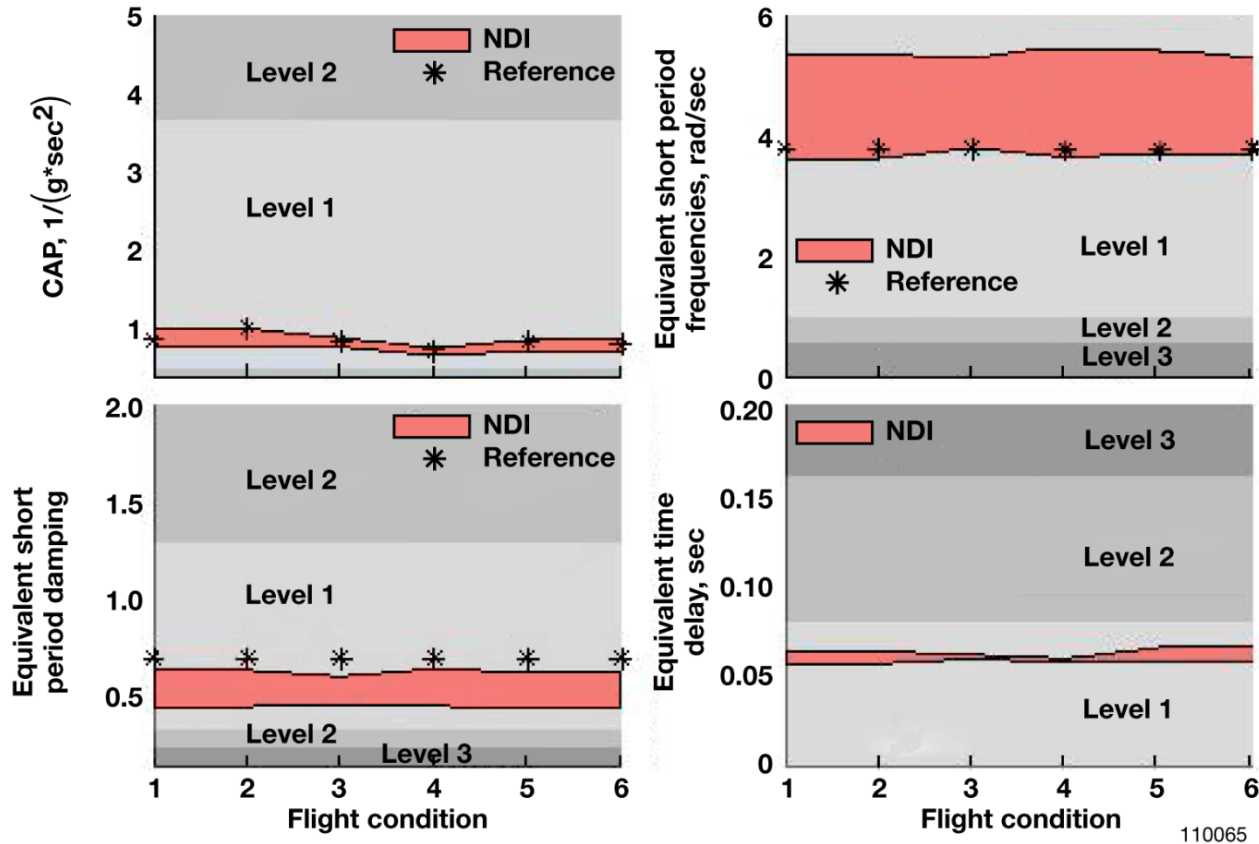 5
4
3
2
1
CAP, 1/(g*sec2)
Level 2
Level 1
NDI
Reference
6
4
2
0
Equivalent short period
frequencies, rad/sec
NDI
Reference
Level 1
Level 2
Level 3
2.0
1.5
1.0
0.5
Equivalent short
period damping
NDI
Reference
Level 2
Level 1
Level 2
Level 3
1 2 3 4 5 6
Flight condition
0.20
0.15
0.10
0.05
0
Equivalent time
delay, sec
NDI
Level 3
Level 2
Level 1
1 2 3 4 5 6
Flight condition
110065